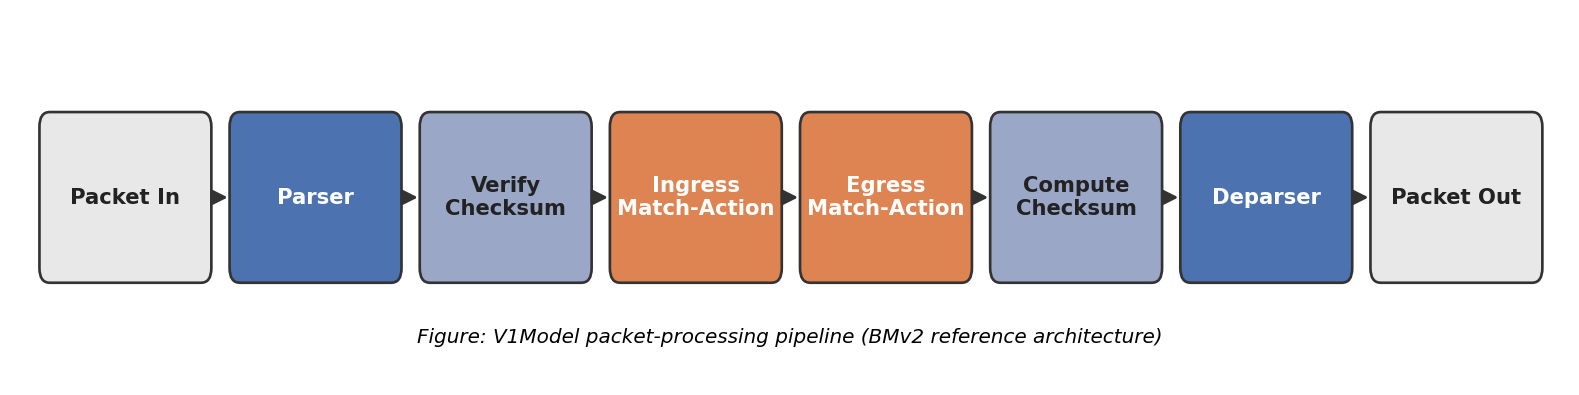 Packet In
Parser
Verify
Checksum
Ingress
Match-Action
Egress
Match-Action
Compute
Checksum
Deparser
Packet Out
Figure: V1Model packet-processing pipeline (BMv2 reference architecture)